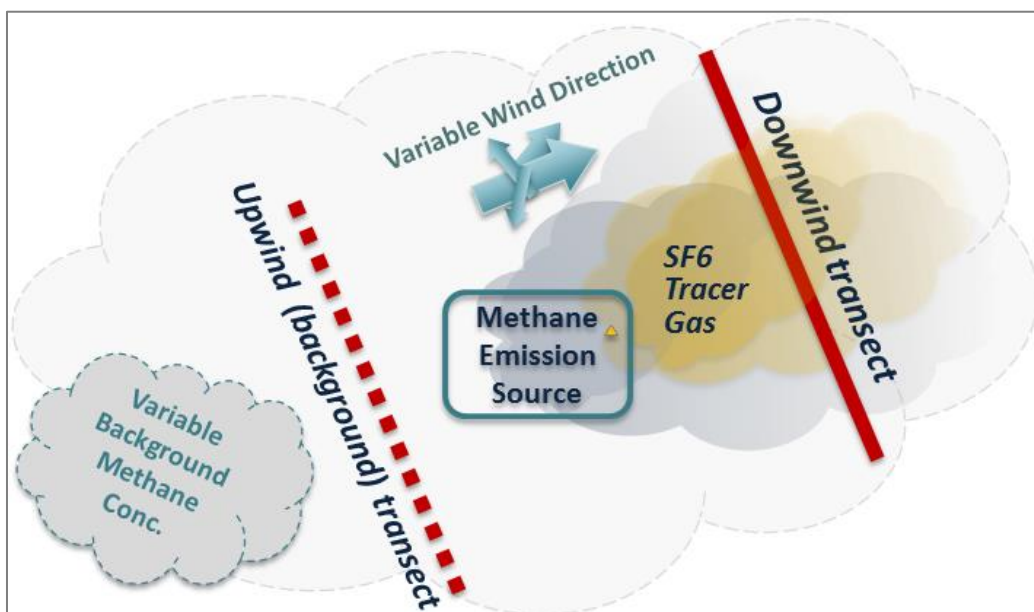 Variable Wind Direction
Downwind transect
Upwind (background) transect
SF6
Tracer
Gas
Methane
Emission
Source
Variable
Background
Methane
Conc.